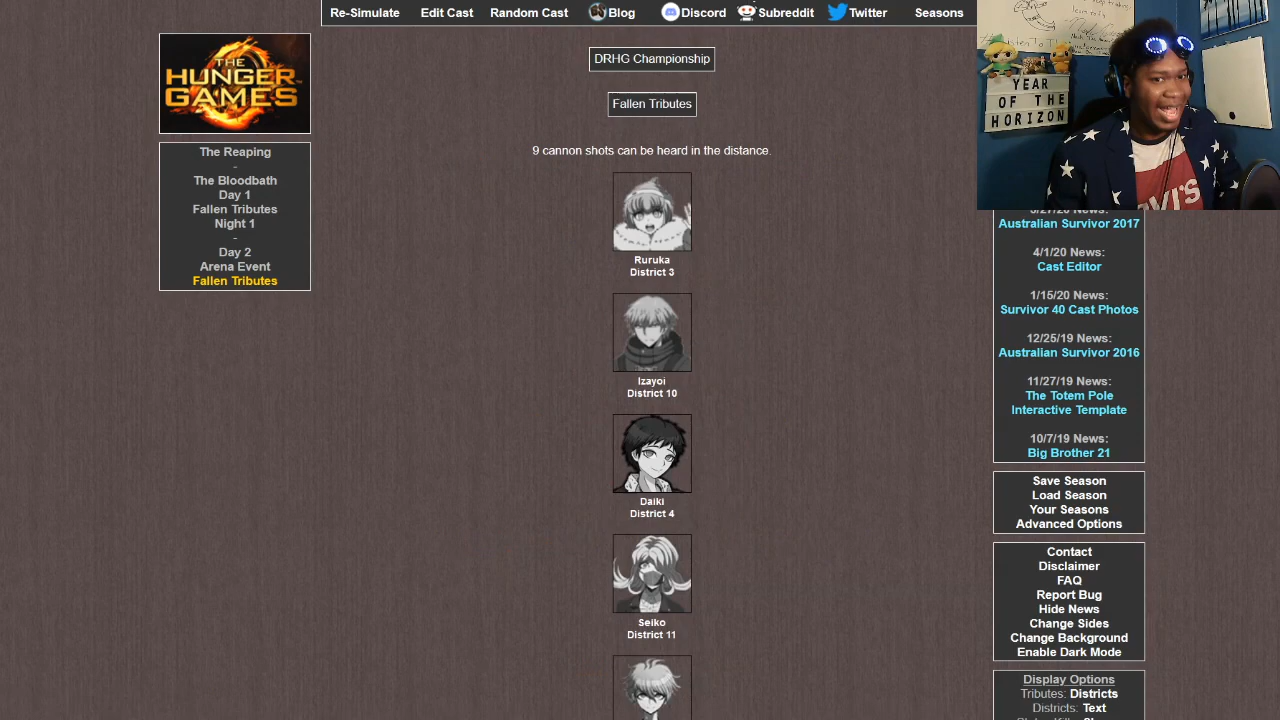 Re-Simulate
Edit Cast
Random Cast
Blog
Discord
Subreddit
Twitter
Seasons
THE
HUNGER
GAMES
The Reaping
-
The Bloodbath
Day 1
Fallen Tributes
Night 1
-
Day 2
Arena Event
Fallen Tributes
DRHG Championship
Fallen Tributes
9 cannon shots can be heard in the distance.
Ruruka
District 3
Izayoi
District 10
Daiki
District 4
Seiko
District 11
YEAR
OF THE
HORIZON
Australian Survivor 2017
4/1/20 News:
Cast Editor
1/15/20 News:
Survivor 40 Cast Photos
12/25/19 News:
Australian Survivor 2016
11/27/19 News:
The Totem Pole
Interactive Template
10/7/19 News:
Big Brother 21
Save Season
Load Season
Your Seasons
Advanced Options
Contact
Disclaimer
FAQ
Report Bug
Hide News
Change Sides
Change Background
Enable Dark Mode
Display Options
Tributes: Districts
Districts: Text